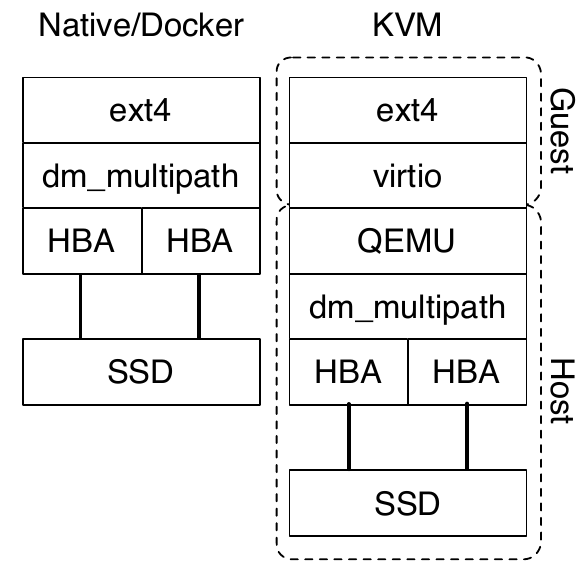 Native/Docker
ext4
dm_multipath
HBA HBA
SSD
KVM
ext4
virtio
QEMU
dm_multipath
HBA HBA
SSD
Guest
Host